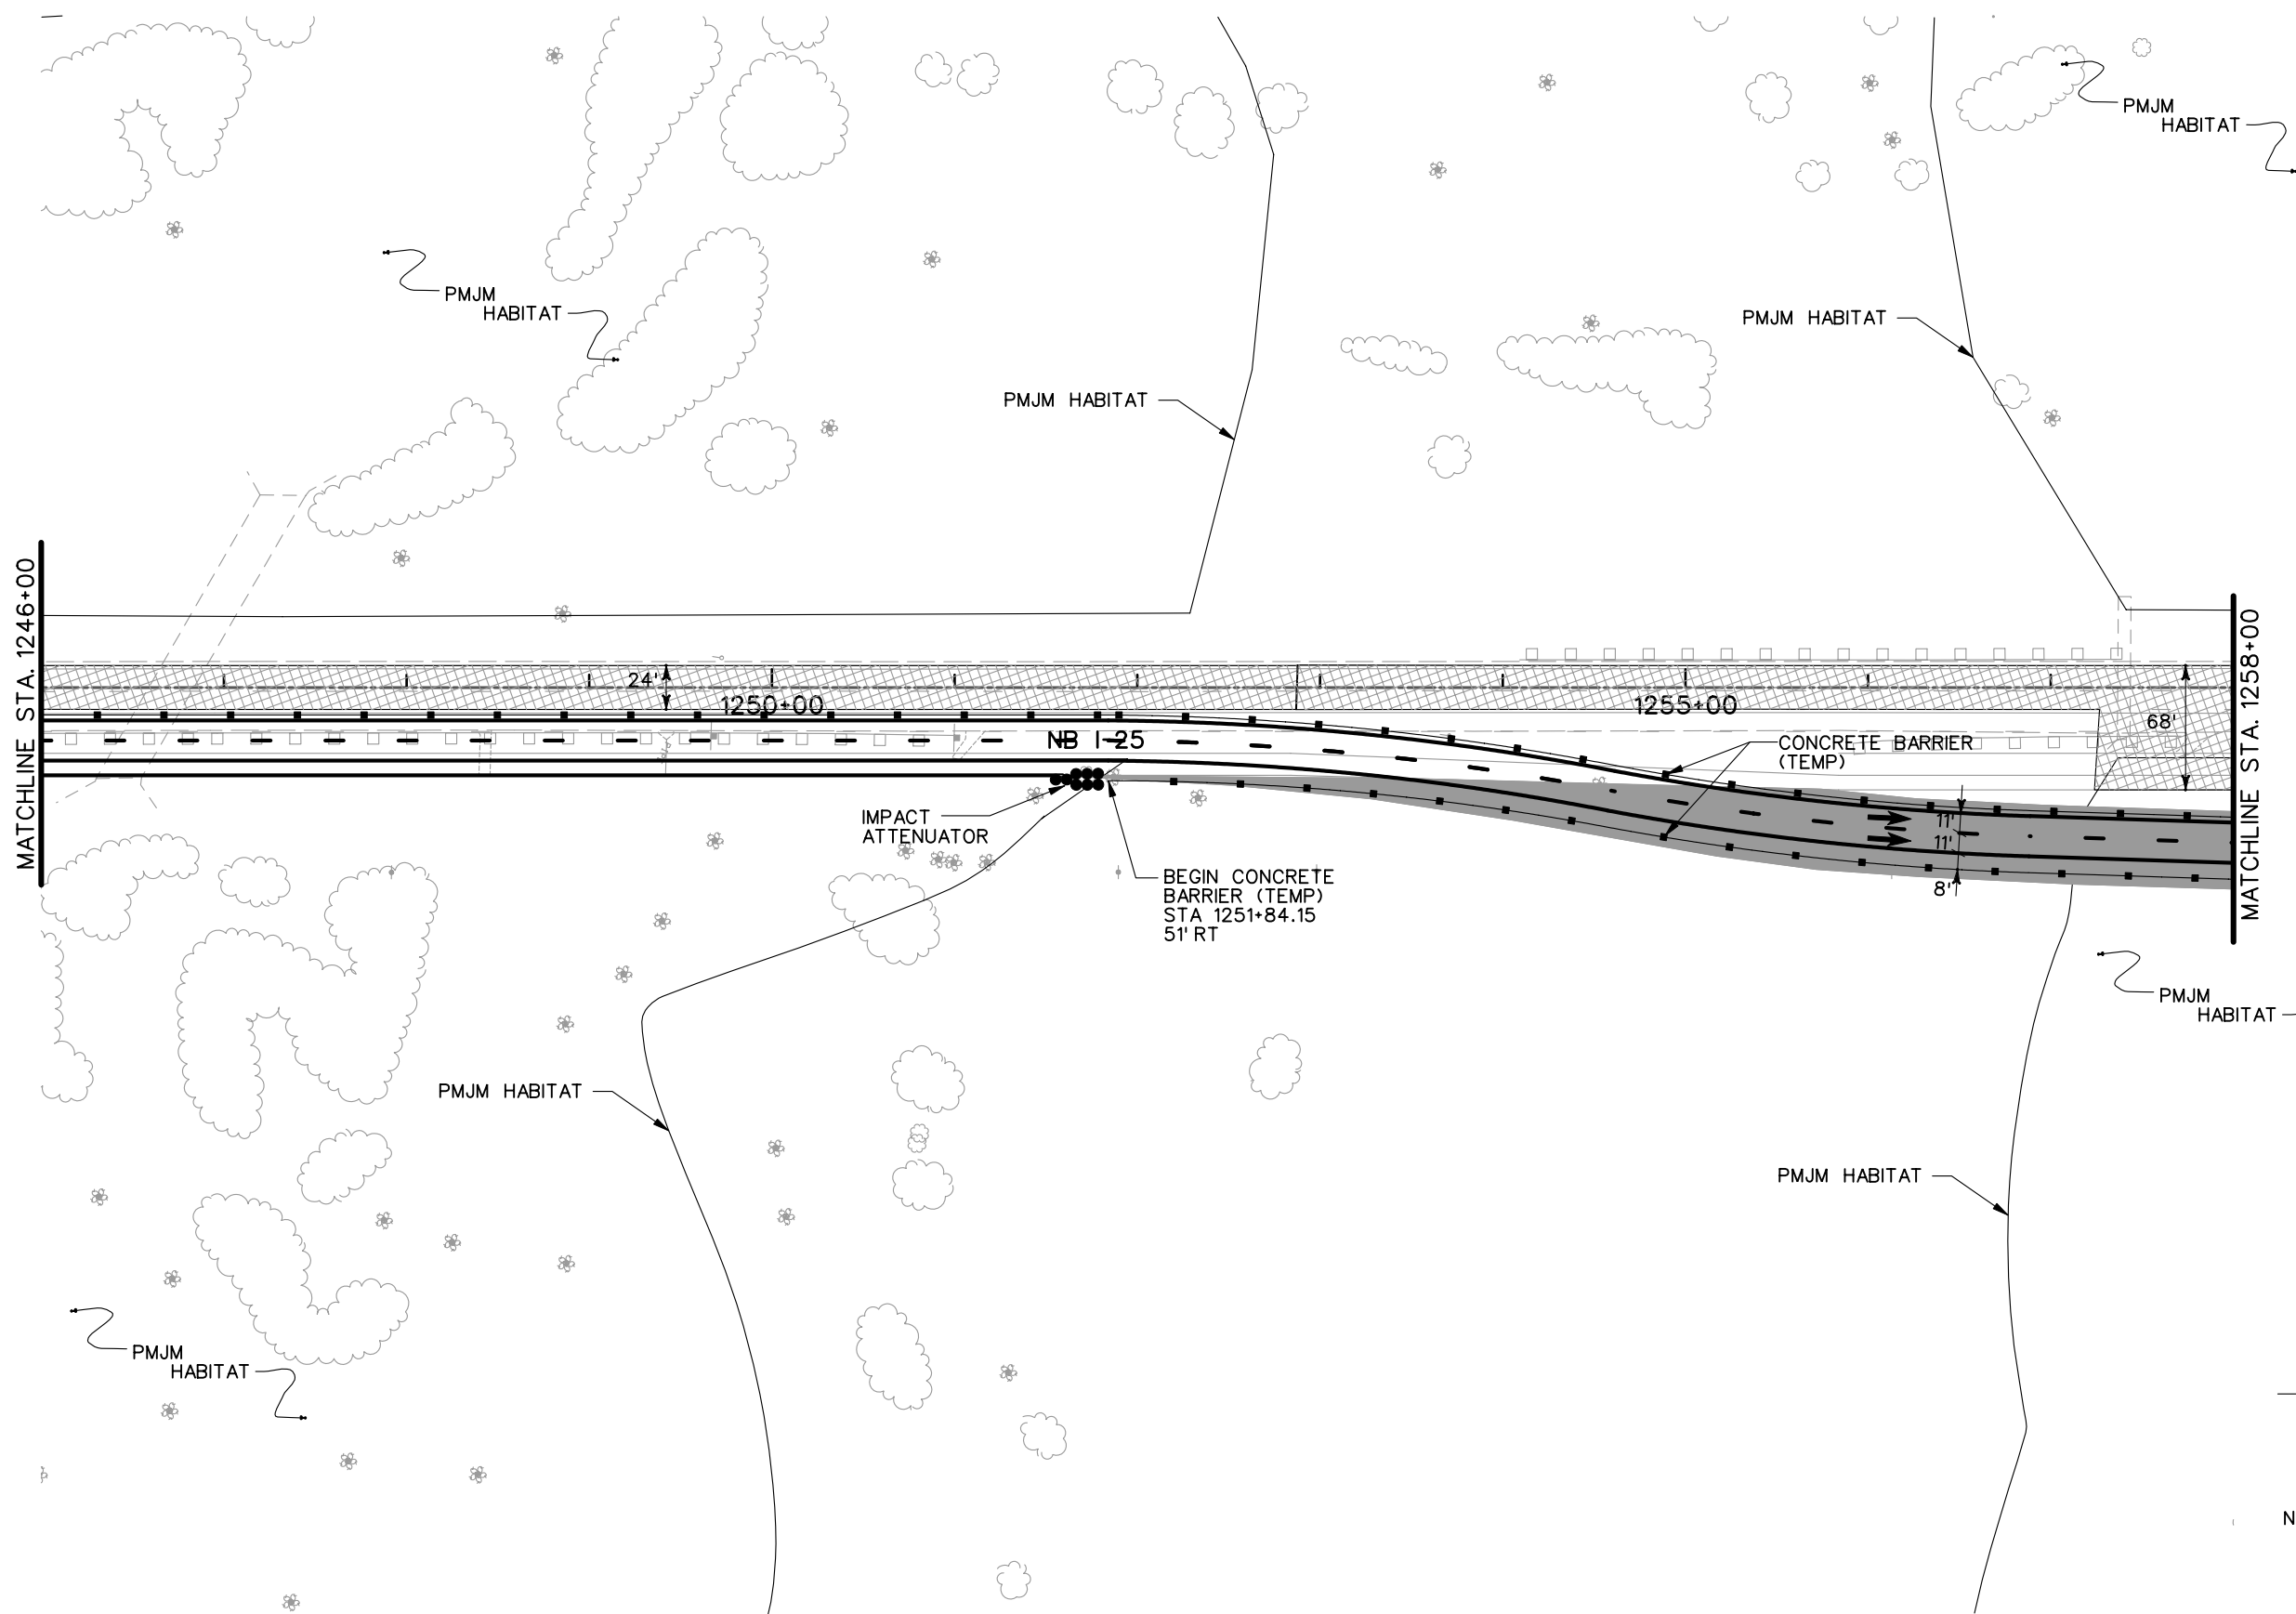 PMJM
HABITAT
PMJM
HABITAT
PMJM HABITAT
PMJM HABITAT
MATCHLINE STA. 1246+00
MATCHLINE STA. 1258+00
24'
1250+00
1255+00
68'
NB I-25
CONCRETE BARRIER
(TEMP)
IMPACT
ATTENUATOR
11'
11'
8'
BEGIN CONCRETE
BARRIER (TEMP)
STA 1251+84.15
51' RT
PMJM
HABITAT
PMJM HABITAT
PMJM HABITAT
PMJM
HABITAT
N